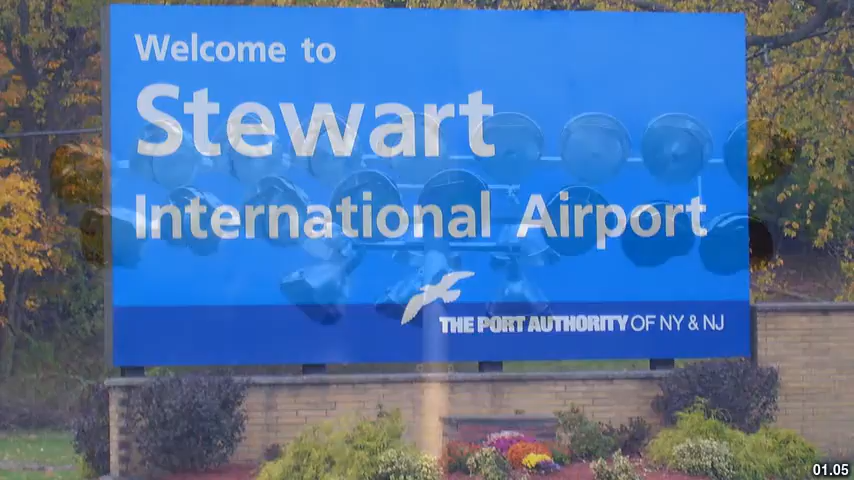 Welcome to
Stewart
International Airport
THE PORT AUTHORITY OF NY & NJ
01.05